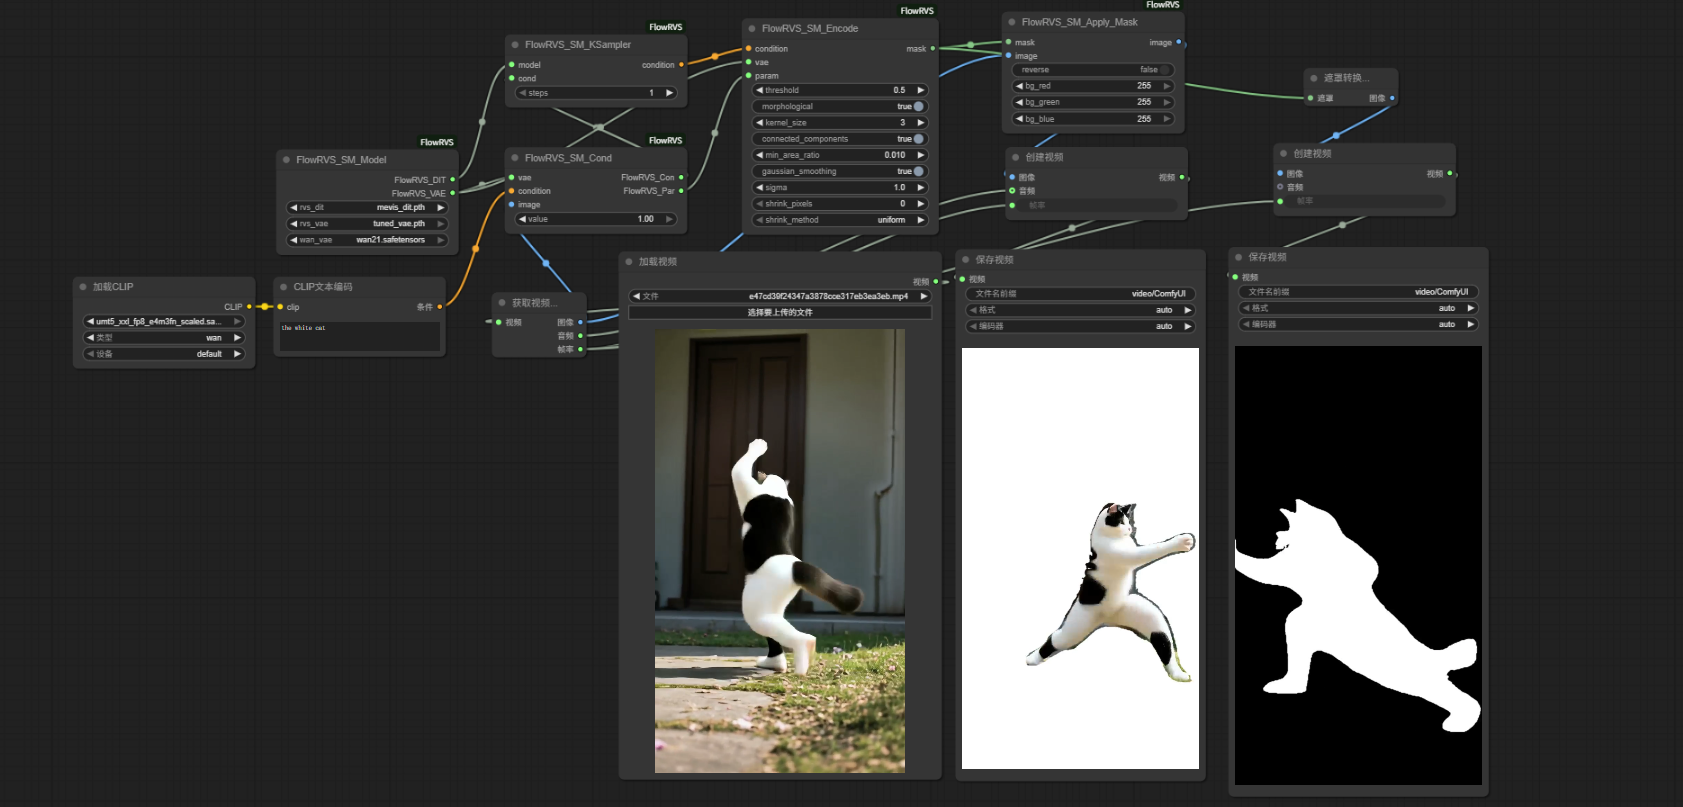 FlowRVS
FlowRVS_SM_KSampler
model
condition
cond
steps
1
FlowRVS
FlowRVS_SM_Encode
condition
mask
vae
param
threshold
0.5
morphological
true
kernel_size
3
connected_components
true
min_area_ratio
0.010
gaussian_smoothing
true
sigma
1.0
shrink_pixels
0
shrink_method
uniform
FlowRVS
FlowRVS_SM_Apply_Mask
mask
image
image
reverse
false
bg_red
255
bg_green
255
bg_blue
255
遮罩转换...
遮罩
图像
FlowRVS
FlowRVS_SM_Model
FlowRVS_DIT
FlowRVS_VAE
rvs_dit
mevis_dit.pth
rvs_vae
tuned_vae.pth
wan_vae
wan21.safetensors
FlowRVS
FlowRVS_SM_Cond
vae
FlowRVS_Con
condition
FlowRVS_Par
image
value
1.00
创建视频
图像
视频
音频
帧率
创建视频
图像
视频
音频
帧率
加载CLIP
CLIP
umt5_xxl_fp8_e4m3fn_scaled.sa...
类型
wan
设备
default
CLIP文本编码
clip
条件
the white cat
获取视频...
视频
图像
音频
帧率
加载视频
视频
文件
e47cd39f24347a3878cce317eb3ea3eb.mp4
选择要上传的文件
保存视频
视频
文件名前缀
video/ComfyUI
格式
auto
编码器
auto
保存视频
视频
文件名前缀
video/ComfyUI
格式
auto
编码器
auto